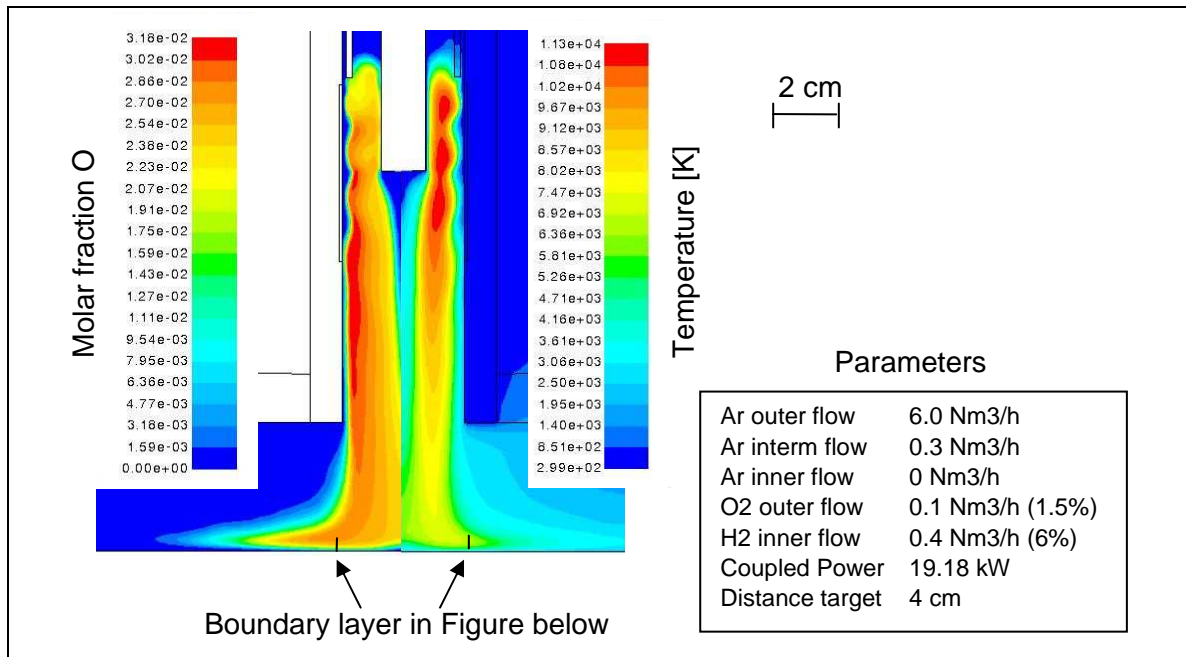 3.18e-02
3.02e-02
2.86e-02
2.70e-02
2.54e-02
2.38e-02
2.23e-02
2.07e-02
1.91e-02
1.75e-02
1.59e-02
1.43e-02
1.27e-02
1.11e-02
9.54e-03
7.95e-03
6.36e-03
4.77e-03
3.18e-03
1.59e-03
0.00e+00
Molar fraction O
1.13e+04
1.08e+04
1.02e+04
9.67e+03
9.12e+03
8.57e+03
8.02e+03
7.47e+03
6.92e+03
6.36e+03
5.81e+03
5.26e+03
4.71e+03
4.16e+03
3.61e+03
3.06e+03
2.50e+03
1.95e+03
1.40e+03
8.51e+02
2.99e+02
Temperature [K]
2 cm
Parameters
Ar outer flow 6.0 Nm3/h
Ar interm flow 0.3 Nm3/h
Ar inner flow 0 Nm3/h
O2 outer flow 0.1 Nm3/h (1.5%)
H2 inner flow 0.4 Nm3/h (6%)
Coupled Power 19.18 kW
Distance target 4 cm
Boundary layer in Figure below